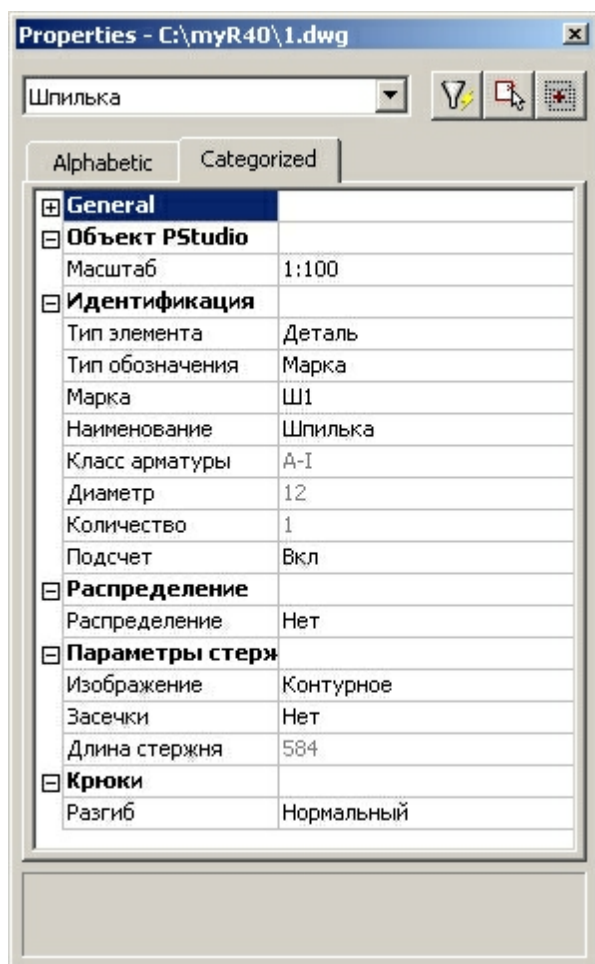 Properties - C:\myR40\1.dwg
Шпилька
Alphabetic Categorized
General
Объект PStudio
Масштаб 1:100
Идентификация
Тип элемента Деталь
Тип обозначения Марка
Марка Ш1
Наименование Шпилька
Класс арматуры A-I
Диаметр 12
Количество 1
Подсчет Вкл
Распределение
Распределение Нет
Параметры стерж
Изображение Контурное
Засечки Нет
Длина стержня 584
Крюки
Разгиб Нормальный